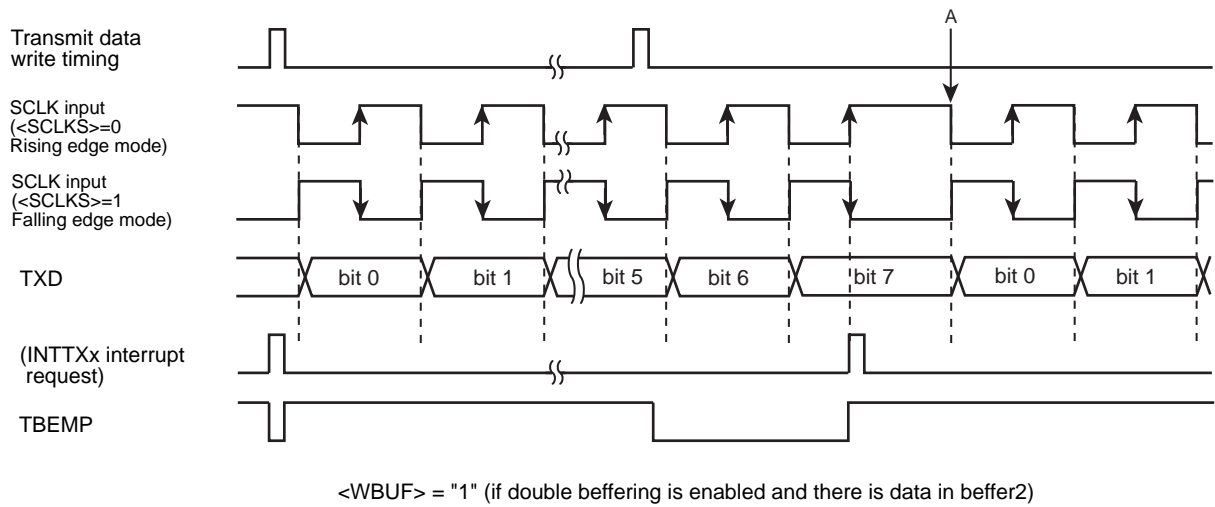 A
Transmit data
write timing
SCLK input
(<SCLKS>=0
Rising edge mode)
SCLK input
(<SCLKS>=1
Falling edge mode)
TXD
bit 0
bit 1
bit 5
bit 6
bit 7
bit 0
bit 1
(INTTXx interrupt
request)
TBEMP
<WBUF> = "1" (if double beffering is enabled and there is data in beffer2)